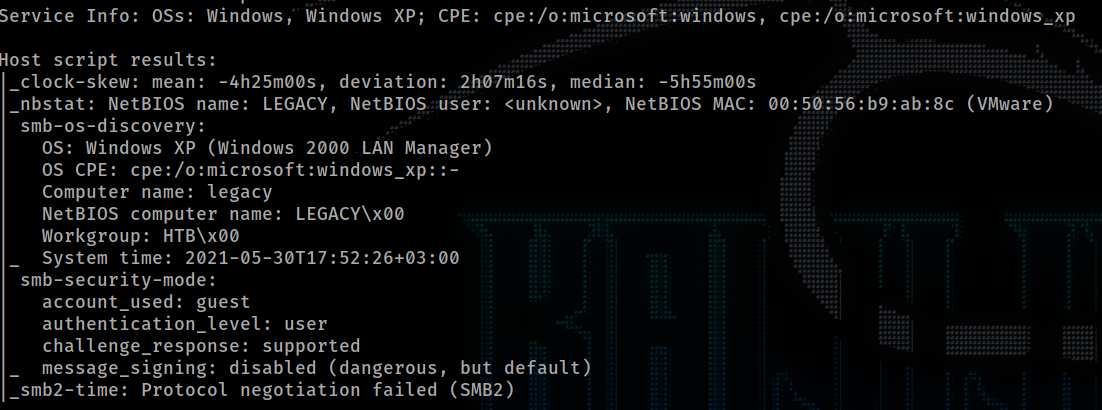 Service Info: OSs: Windows, Windows XP; CPE: cpe:/o:microsoft:windows, cpe:/o:microsoft:windows_xp
Host script results:
|_clock-skew: mean: -4h25m00s, deviation: 2h07m16s, median: -5h55m00s
|_nbstat: NetBIOS name: LEGACY, NetBIOS user: <unknown>, NetBIOS MAC: 00:50:56:b9:ab:8c (VMware)
| smb-os-discovery:
|   OS: Windows XP (Windows 2000 LAN Manager)
|   OS CPE: cpe:/o:microsoft:windows_xp::-
|   Computer name: legacy
|   NetBIOS computer name: LEGACY\x00
|   Workgroup: HTB\x00
|_  System time: 2021-05-30T17:52:26+03:00
| smb-security-mode:
|   account_used: guest
|   authentication_level: user
|   challenge_response: supported
|_  message_signing: disabled (dangerous, but default)
|_smb2-time: Protocol negotiation failed (SMB2)